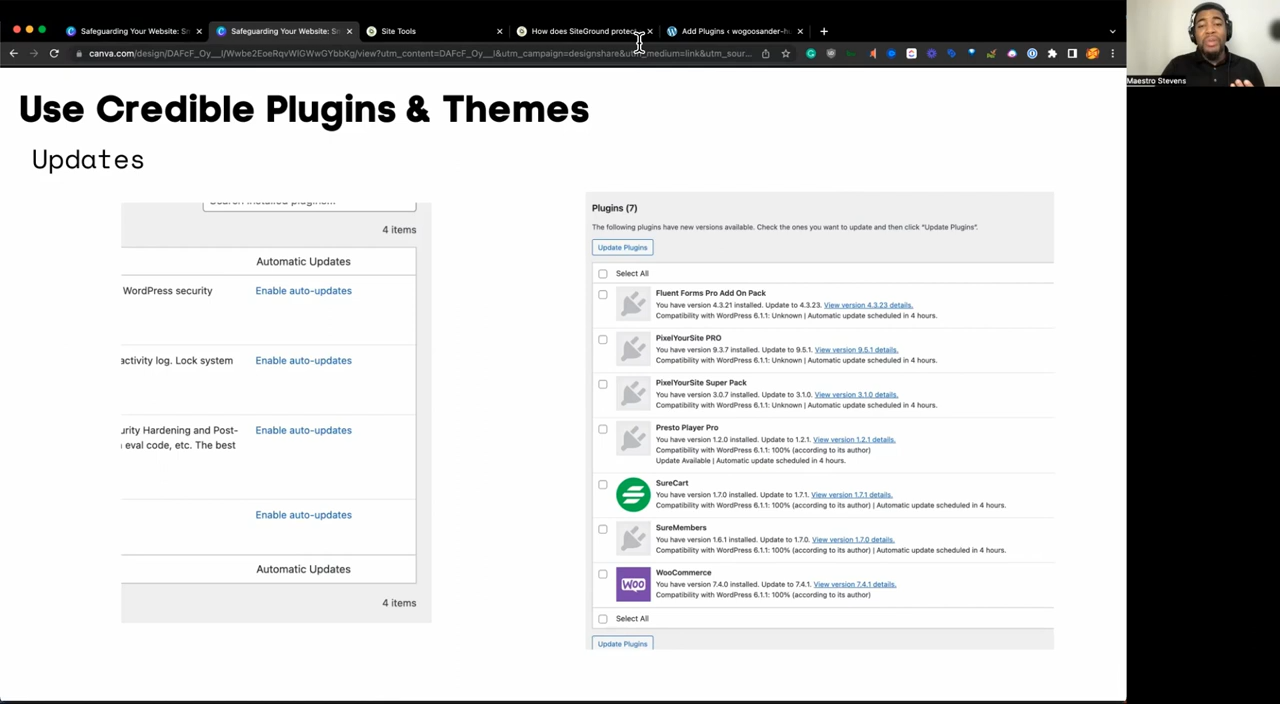 Safeguarding Your Website: S
Safeguarding Your Website: S
Site Tools
How does SiteGround protec
Add Plugins ‹ wogoosander-h
canva.com/design/DAFcF_Oy__I/Wwbe2EoeRqvWIGWwGYbbKg/view?utm_content=DAFcF_Oy__I&utm_campaign=designshare&utm_medium=link&utm_sour...
Maestro Stevens
Use Credible Plugins & Themes
Updates
4 items
Automatic Updates
WordPress security
Enable auto-updates
activity log. Lock system
Enable auto-updates
urity Hardening and Post-
Enable auto-updates
eval code, etc. The best
Enable auto-updates
Automatic Updates
4 items
Plugins (7)
The following plugins have new versions available. Check the ones you want to update and then click "Update Plugins".
Update Plugins
Select All
Fluent Forms Pro Add On Pack
You have version 4.3.21 installed. Update to 4.3.23. View version 4.3.23 details.
Compatibility with WordPress 6.1.1: Unknown | Automatic update scheduled in 4 hours.
PixelYourSite PRO
You have version 9.3.7 installed. Update to 9.5.1. View version 9.5.1 details.
Compatibility with WordPress 6.1.1: Unknown | Automatic update scheduled in 4 hours.
PixelYourSite Super Pack
You have version 3.0.7 installed. Update to 3.1.0. View version 3.1.0 details.
Compatibility with WordPress 6.1.1: Unknown | Automatic update scheduled in 4 hours.
Presto Player Pro
You have version 1.2.0 installed. Update to 1.2.1. View version 1.2.1 details.
Compatibility with WordPress 6.1.1: 100% (according to its author)
Update Available | Automatic update scheduled in 4 hours.
SureCart
You have version 1.7.0 installed. Update to 1.7.1. View version 1.7.1 details.
Compatibility with WordPress 6.1.1: 100% (according to its author) | Automatic update scheduled in 4 hours.
SureMembers
You have version 1.6.1 installed. Update to 1.7.0. View version 1.7.0 details.
Compatibility with WordPress 6.1.1: 100% (according to its author) | Automatic update scheduled in 4 hours.
WOO
WooCommerce
You have version 7.4.0 installed. Update to 7.4.1. View version 7.4.1 details.
Compatibility with WordPress 6.1.1: 100% (according to its author)
Select All
Update Plugins